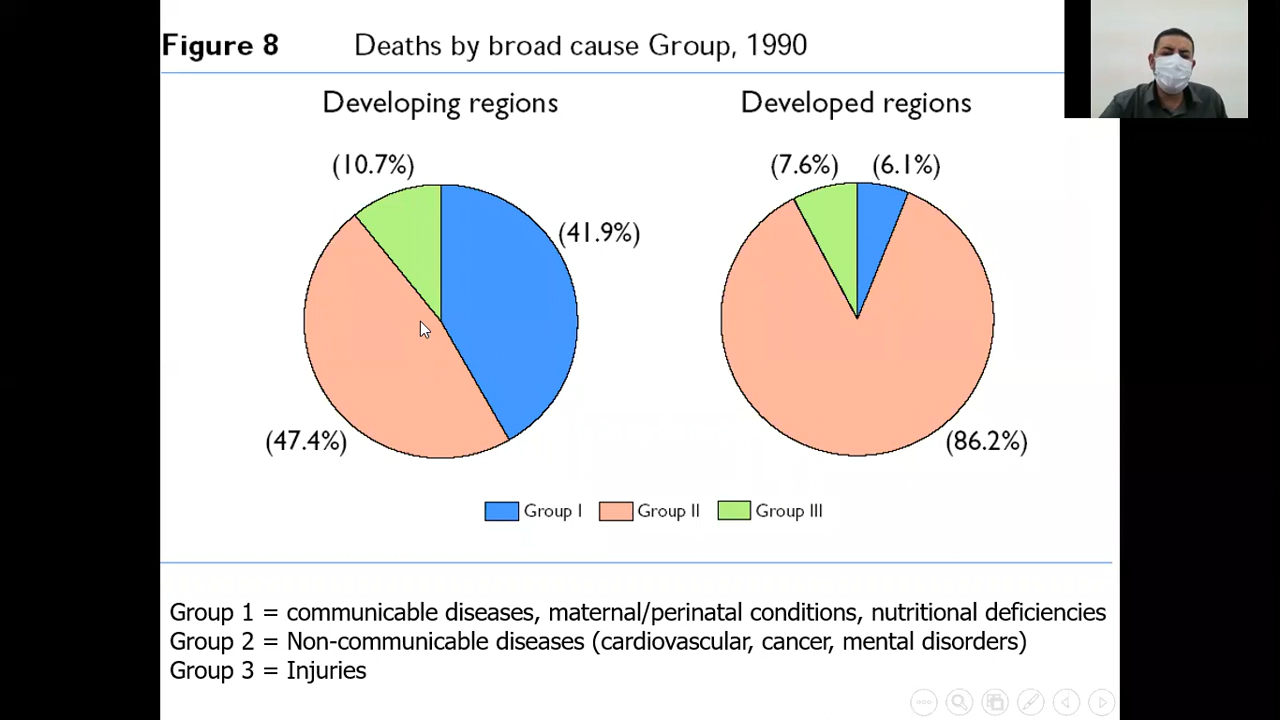 Figure 8 Deaths by broad cause Group, 1990
Developing regions Developed regions
(10.7%) (7.6%) (6.1%)
(41.9%)
(47.4%) (86.2%)
Group I Group II Group III
Group 1 = communicable diseases, maternal/perinatal conditions, nutritional deficiencies
Group 2 = Non-communicable diseases (cardiovascular, cancer, mental disorders)
Group 3 = Injuries